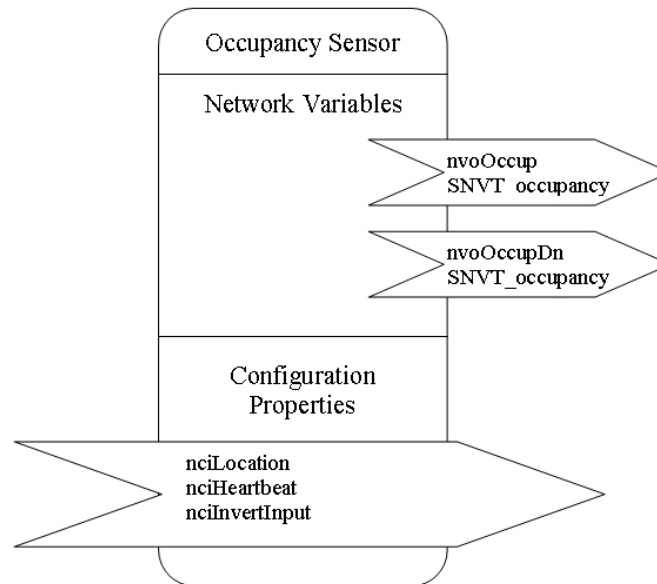 Occupancy Sensor
Network Variables
nvoOccup
SNVT_occupancy
nvoOccupDn
SNVT_occupancy
Configuration
Properties
nciLocation
nciHeartbeat
nciInvertInput